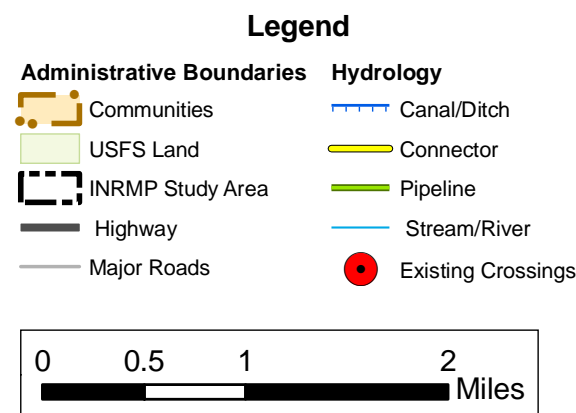 Legend
Administrative Boundaries
Communities
USFS Land
INRMP Study Area
Highway
Major Roads
Hydrology
Canal/Ditch
Connector
Pipeline
Stream/River
Existing Crossings
0 0.5 1 2
Miles